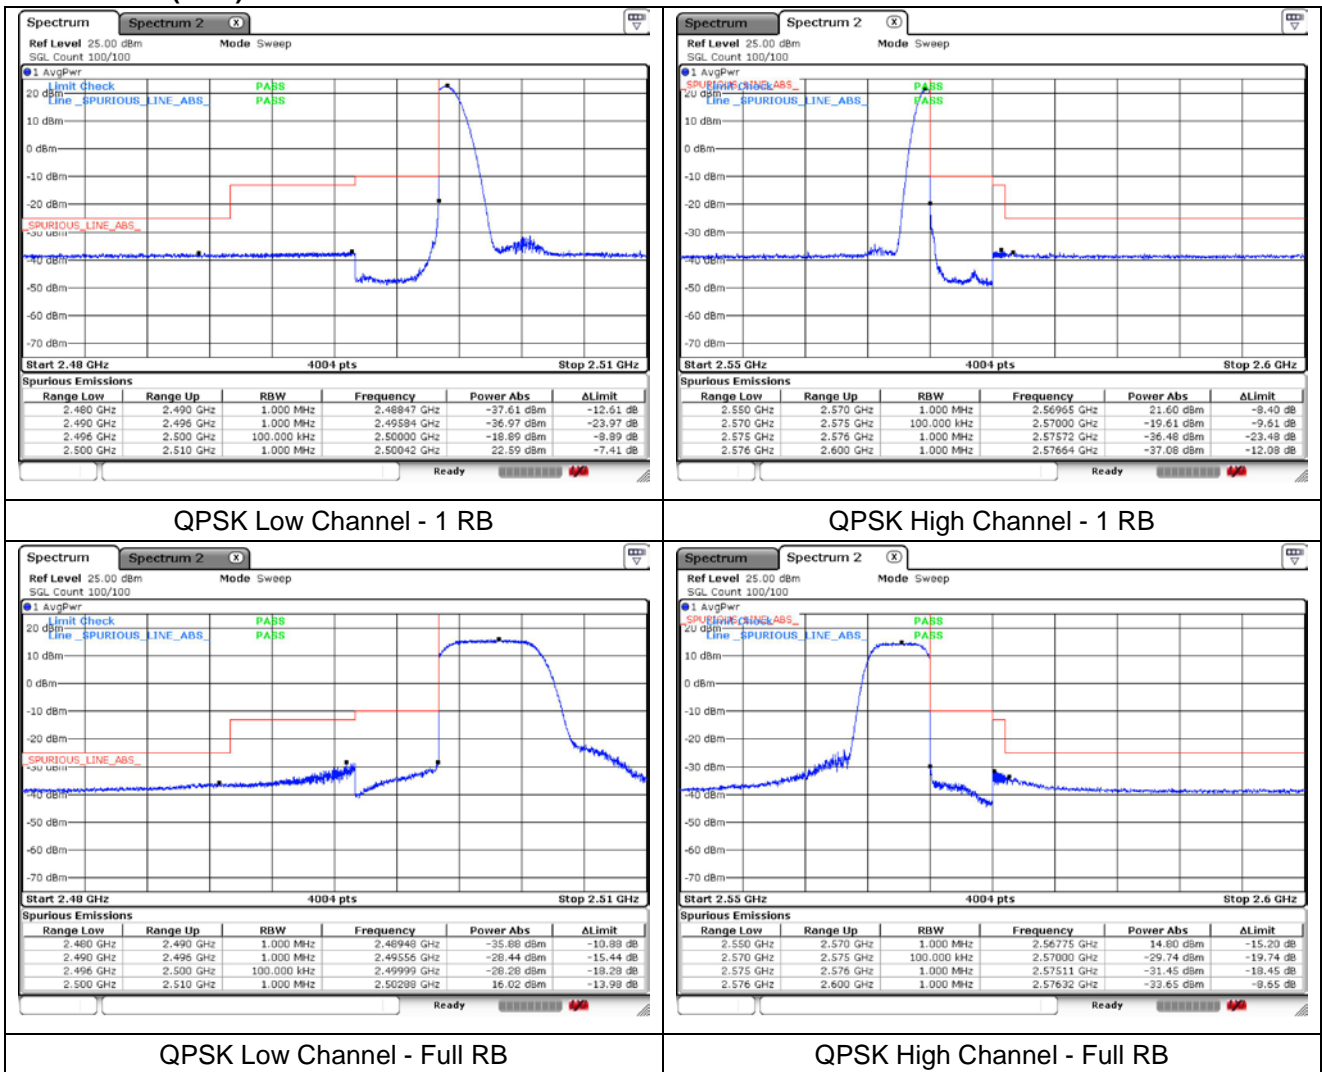 Spectrum Spectrum 2 X
Ref Level 25.00 dBm Mode Sweep
SGL Count 100/100
1 AvgPwr
Limit Check PASS
Line _SPURIOUS_LINE_ABS_ PASS
20 dBm
10 dBm
0 dBm
-10 dBm
-20 dBm
_SPURIOUS_LINE_ABS_
-30 dBm
-40 dBm
-50 dBm
-60 dBm
-70 dBm
Start 2.48 GHz 4004 pts Stop 2.51 GHz
Spurious Emissions
Range Low Range Up RBW Frequency Power Abs ΔLimit
2.480 GHz 2.490 GHz 1.000 MHz 2.48847 GHz -37.61 dBm -12.61 dB
2.490 GHz 2.496 GHz 1.000 MHz 2.49584 GHz -36.97 dBm -23.97 dB
2.496 GHz 2.500 GHz 100.000 kHz 2.50000 GHz -18.89 dBm -8.89 dB
2.500 GHz 2.510 GHz 1.000 MHz 2.50042 GHz 22.59 dBm -7.41 dB
Ready
QPSK Low Channel - 1 RB
Spectrum Spectrum 2 X
Ref Level 25.00 dBm Mode Sweep
SGL Count 100/100
1 AvgPwr
_SPURIOUS_LINE_ABS_
Limit Check PASS
20 dBm
Line _SPURIOUS_LINE_ABS_ PASS
10 dBm
0 dBm
-10 dBm
-20 dBm
-30 dBm
-40 dBm
-50 dBm
-60 dBm
-70 dBm
Start 2.55 GHz 4004 pts Stop 2.6 GHz
Spurious Emissions
Range Low Range Up RBW Frequency Power Abs ΔLimit
2.550 GHz 2.570 GHz 1.000 MHz 2.56965 GHz 21.60 dBm -8.40 dB
2.570 GHz 2.575 GHz 100.000 kHz 2.57000 GHz -19.61 dBm -9.61 dB
2.575 GHz 2.576 GHz 1.000 MHz 2.57572 GHz -36.48 dBm -23.48 dB
2.576 GHz 2.600 GHz 1.000 MHz 2.57664 GHz -37.08 dBm -12.08 dB
Ready
QPSK High Channel - 1 RB
Spectrum Spectrum 2 X
Ref Level 25.00 dBm Mode Sweep
SGL Count 100/100
1 AvgPwr
Limit Check PASS
Line _SPURIOUS_LINE_ABS_ PASS
20 dBm
10 dBm
0 dBm
-10 dBm
-20 dBm
_SPURIOUS_LINE_ABS_
-30 dBm
-40 dBm
-50 dBm
-60 dBm
-70 dBm
Start 2.48 GHz 4004 pts Stop 2.51 GHz
Spurious Emissions
Range Low Range Up RBW Frequency Power Abs ΔLimit
2.480 GHz 2.490 GHz 1.000 MHz 2.48948 GHz -35.88 dBm -10.88 dB
2.490 GHz 2.496 GHz 1.000 MHz 2.49556 GHz -28.44 dBm -15.44 dB
2.496 GHz 2.500 GHz 100.000 kHz 2.49999 GHz -28.28 dBm -18.28 dB
2.500 GHz 2.510 GHz 1.000 MHz 2.50288 GHz 16.02 dBm -13.98 dB
Ready
QPSK Low Channel - Full RB
Spectrum Spectrum 2 X
Ref Level 25.00 dBm Mode Sweep
SGL Count 100/100
1 AvgPwr
_SPURIOUS_LINE_ABS_
Limit Check PASS
20 dBm
Line _SPURIOUS_LINE_ABS_ PASS
10 dBm
0 dBm
-10 dBm
-20 dBm
-30 dBm
-40 dBm
-50 dBm
-60 dBm
-70 dBm
Start 2.55 GHz 4004 pts Stop 2.6 GHz
Spurious Emissions
Range Low Range Up RBW Frequency Power Abs ΔLimit
2.550 GHz 2.570 GHz 1.000 MHz 2.56775 GHz 14.80 dBm -15.20 dB
2.570 GHz 2.575 GHz 100.000 kHz 2.57000 GHz -29.74 dBm -19.74 dB
2.575 GHz 2.576 GHz 1.000 MHz 2.57511 GHz -31.45 dBm -18.45 dB
2.576 GHz 2.600 GHz 1.000 MHz 2.57632 GHz -33.65 dBm -8.65 dB
Ready
QPSK High Channel - Full RB